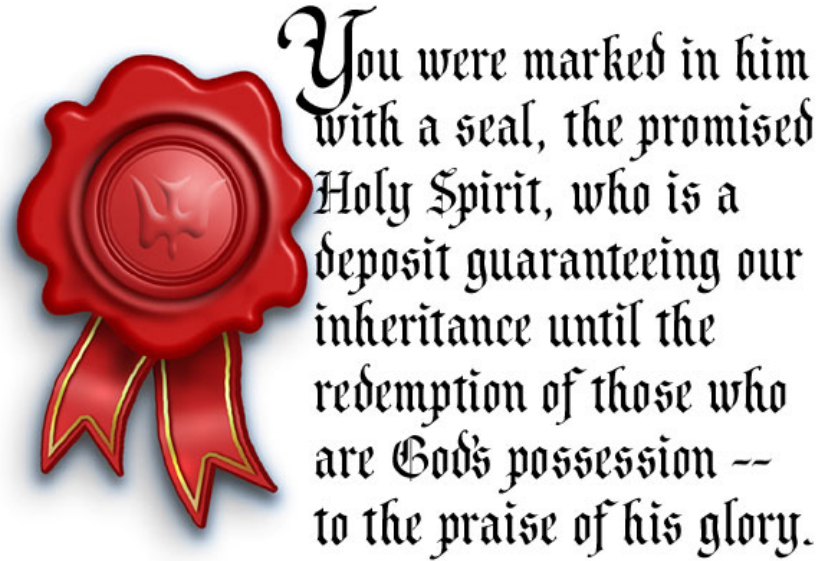 You were marked in him
with a seal, the promised
Holy Spirit, who is a
deposit guaranteeing our
inheritance until the
redemption of those who
are God's possession --
to the praise of his glory.